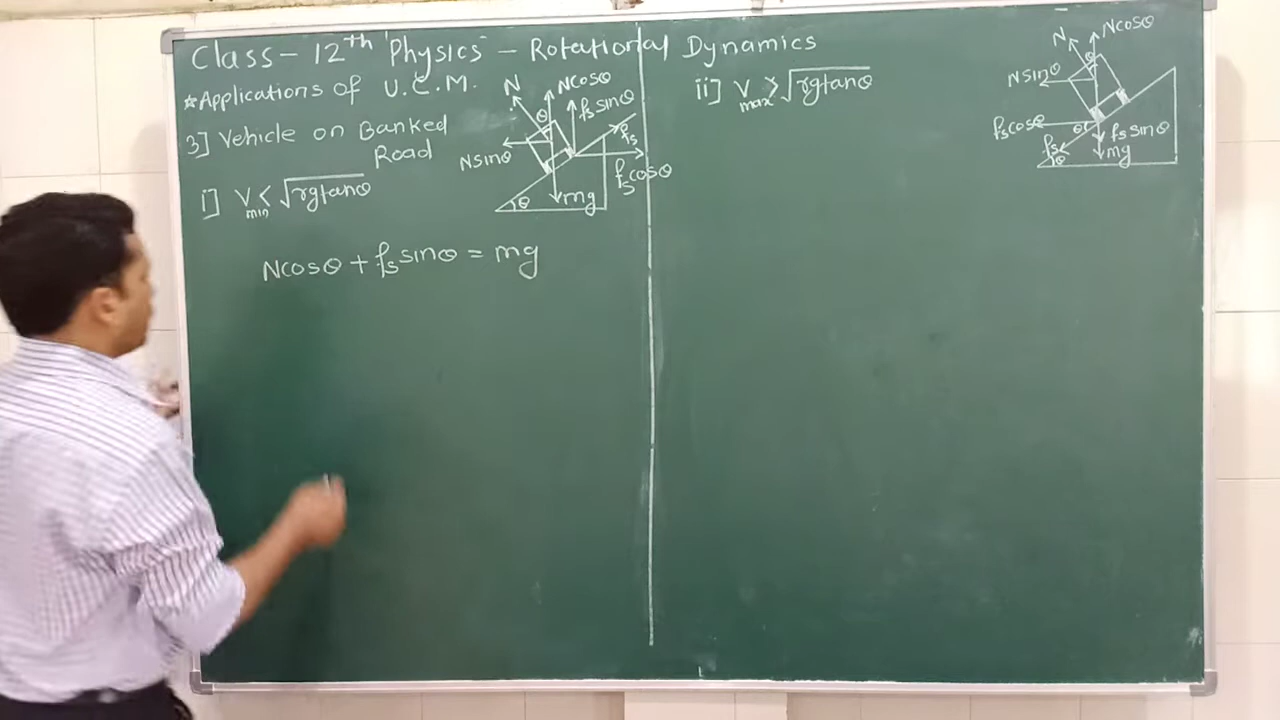 Class - 12th 'Physics' - Rotational Dynamics
★Applications of U.C.M.
3] Vehicle on Banked
Road
i] Vmin < √rgtanθ
N
Ncosθ
fs sinθ
θ
fs
Nsinθ
fs cosθ
mg
θ
Ncosθ + fs sinθ = mg
ii] Vmax > √rgtanθ
N
Ncosθ
θ
Nsinθ
fs cosθ
θ
fs sinθ
fs
mg
θ